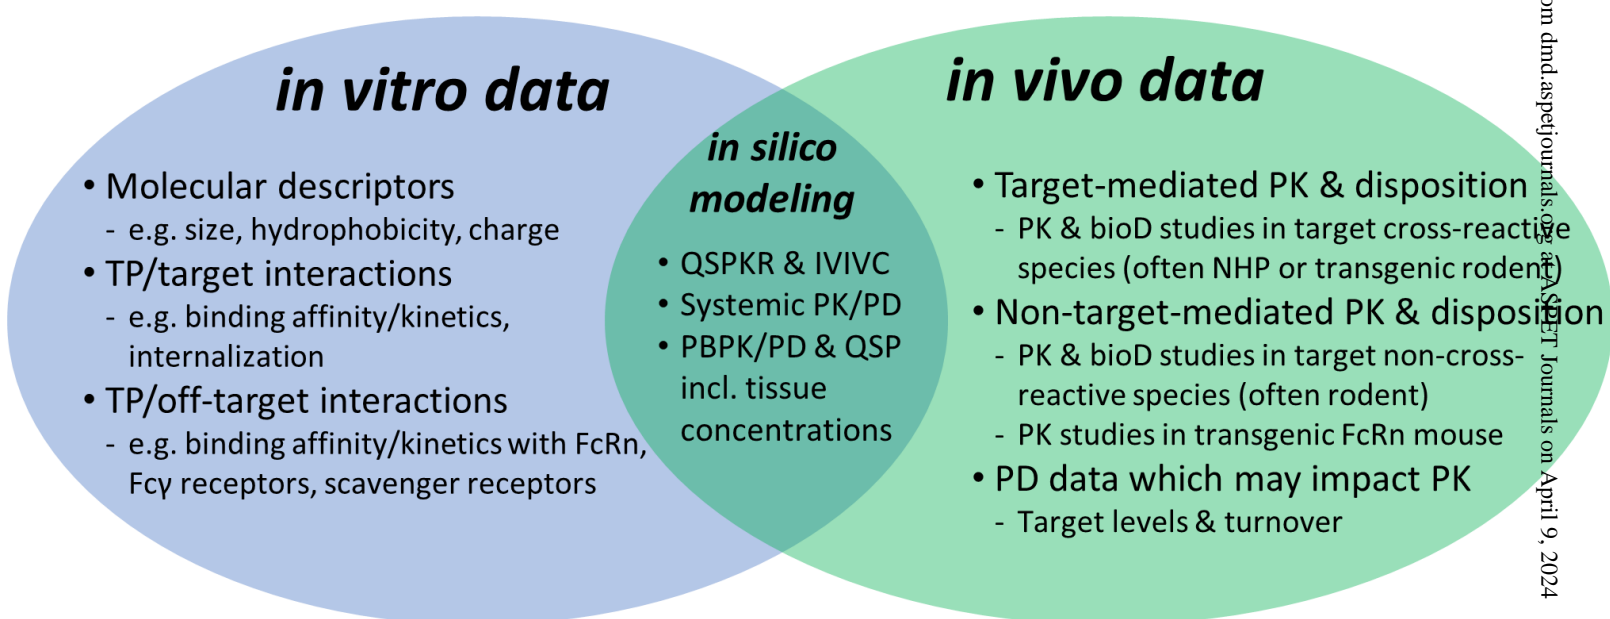 in vitro data
• Molecular descriptors
- e.g. size, hydrophobicity, charge
• TP/target interactions
- e.g. binding affinity/kinetics,
internalization
• TP/off-target interactions
- e.g. binding affinity/kinetics with FcRn,
Fcγ receptors, scavenger receptors
in silico
modeling
• QSPKR & IVIVC
• Systemic PK/PD
• PBPK/PD & QSP
incl. tissue
concentrations
in vivo data
• Target-mediated PK & disposition
- PK & bioD studies in target cross-reactive
species (often NHP or transgenic rodent)
• Non-target-mediated PK & disposition
- PK & bioD studies in target non-cross-
reactive species (often rodent)
- PK studies in transgenic FcRn mouse
• PD data which may impact PK
- Target levels & turnover
om dmd.aspetjournals.org at ASPET Journals on April 9, 2024